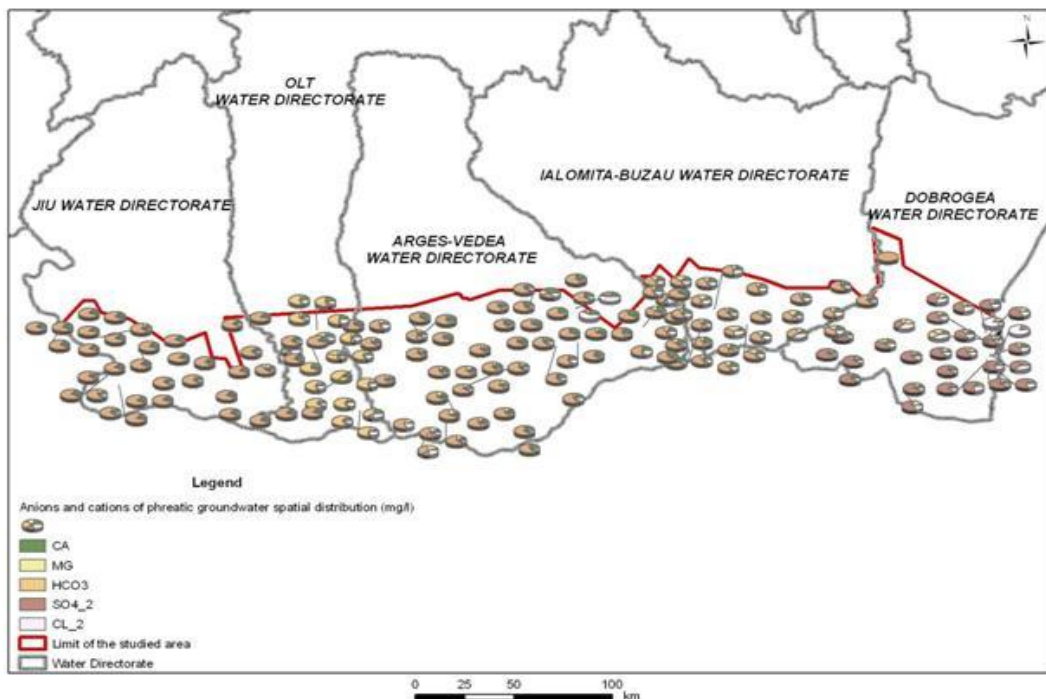 N
OLT
WATER DIRECTORATE
IALOMITA-BUZAU WATER DIRECTORATE
JIU WATER DIRECTORATE
DOBROGEA
WATER DIRECTORATE
ARGES-VEDEA
WATER DIRECTORATE
Legend
Anions and cations of phreatic groundwater spatial distribution (mg/l)
CA
MG
HCO3
SO4_2
CL_2
Limit of the studied area
Water Directorate
0 25 50 100
km